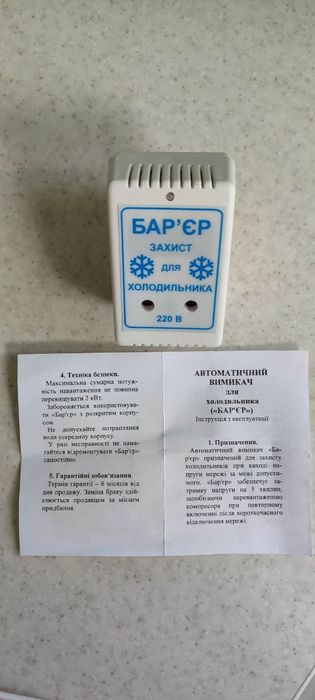 БАР'ЄР
ЗАХИСТ
для
ХОЛОДИЛЬНИКА
220 В
4. Техніка безпеки.
Максимальна сумарна потуж-
ність навантаження не повинна
перевищувати 2 кВт.
Забороняється використовува-
ти «Бар'єр» з розкритим корпу-
сом.
Не допускайте потрапляння
води усередину корпусу.
У разі несправності не нама-
гайтеся відремонтувати «Бар'єр»
самостійно.
5. Гарантійні зобов'язання.
Термін гарантії – 6 місяців від
дня продажу. Заміна браку здій-
снюється продавцем за місцем
придбання.
АВТОМАТИЧНИЙ
ВИМИКАЧ
для
холодильника
(«БАР'ЄР»)
Інструкція з експлуатації
1. Призначення.
Автоматичний вимикач «Ба-
р'єр» призначений для захисту
холодильників при виході на-
пруги мережі за межі допусти-
мого. «Бар'єр» забезпечує за-
тримку напруги на 5 хвилин,
запобігаючи перевантаженню
компресора при повторному
включенні після короткочасного
відключення мережі.